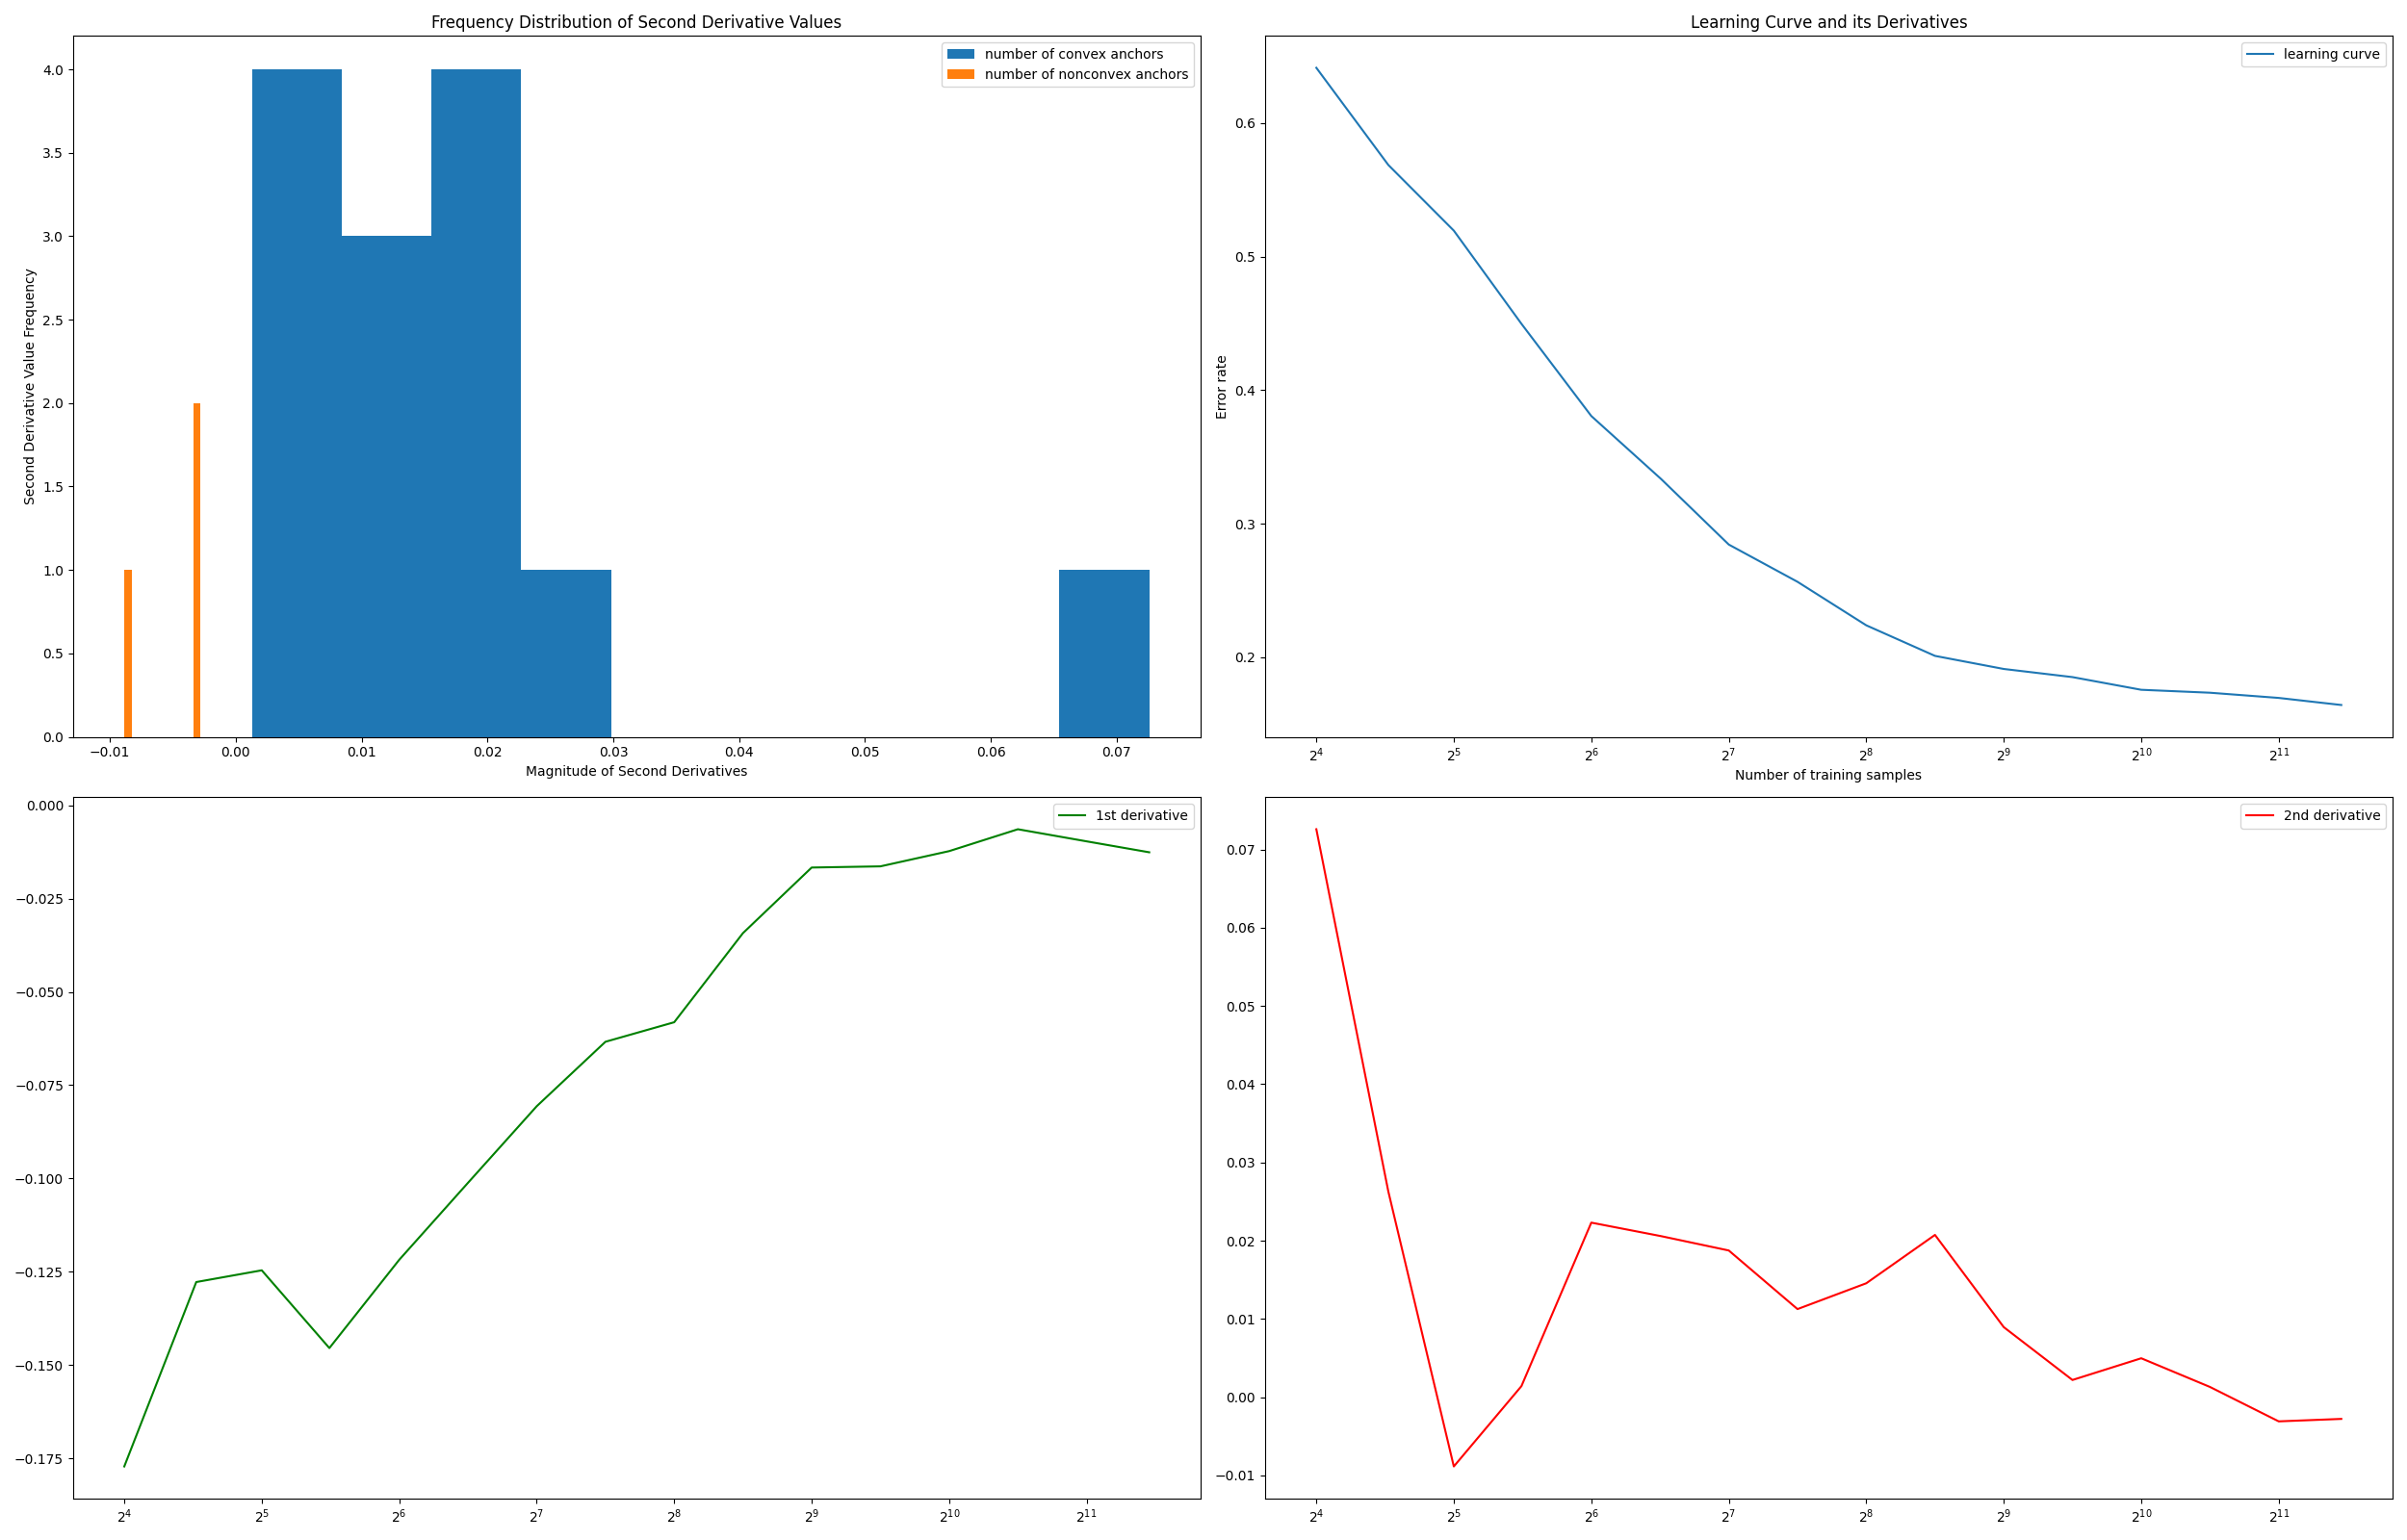 Frequency Distribution of Second Derivative Values
number of convex anchors
number of nonconvex anchors
Second Derivative Value Frequency
4.0
3.5
3.0
2.5
2.0
1.5
1.0
0.5
0.0
−0.01 0.00 0.01 0.02 0.03 0.04 0.05 0.06 0.07
Magnitude of Second Derivatives
Learning Curve and its Derivatives
learning curve
Error rate
0.6
0.5
0.4
0.3
0.2
2⁴ 2⁵ 2⁶ 2⁷ 2⁸ 2⁹ 2¹⁰ 2¹¹
Number of training samples
1st derivative
0.000
−0.025
−0.050
−0.075
−0.100
−0.125
−0.150
−0.175
2⁴ 2⁵ 2⁶ 2⁷ 2⁸ 2⁹ 2¹⁰ 2¹¹
2nd derivative
0.07
0.06
0.05
0.04
0.03
0.02
0.01
0.00
−0.01
2⁴ 2⁵ 2⁶ 2⁷ 2⁸ 2⁹ 2¹⁰ 2¹¹